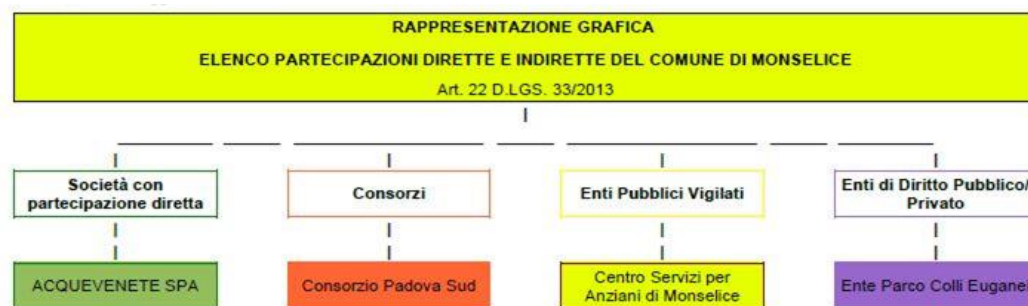 RAPPRESENTAZIONE GRAFICA
ELENCO PARTECIPAZIONI DIRETTE E INDIRETTE DEL COMUNE DI MONSELICE
Art. 22 D.LGS. 33/2013
Società con
partecipazione diretta
Consorzi
Enti Pubblici Vigilati
Enti di Diritto Pubblico/
Privato
ACQUEVENETE SPA
Consorzio Padova Sud
Centro Servizi per
Anziani di Monselice
Ente Parco Colli Euganei